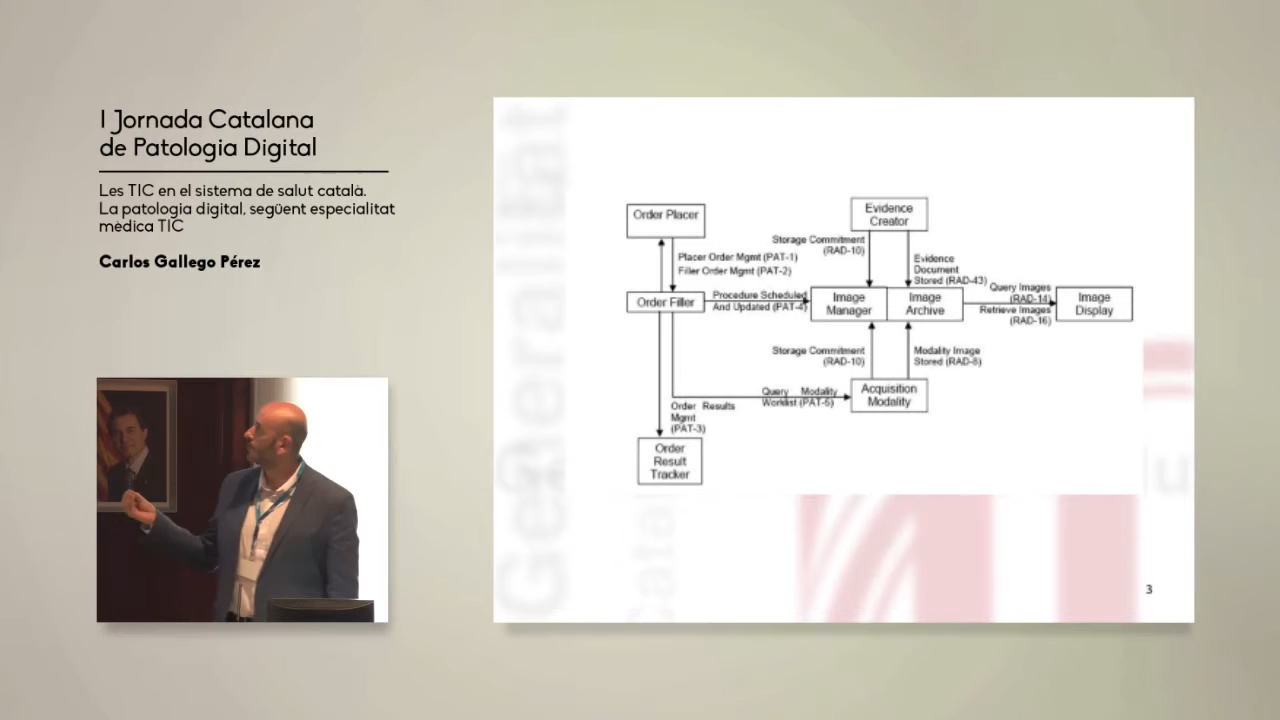 I Jornada Catalana
de Patologia Digital
Les TIC en el sistema de salut català.
La patologia digital, següent especialitat
mèdica TIC
Carlos Gallego Pérez
Order Placer
Evidence
Creator
Storage Commitment
(RAD-10)
Placer Order Mgmt (PAT-1)
Filler Order Mgmt (PAT-2)
Evidence
Document
Stored (RAD-43)
Query Images
(RAD-14)
Order Filler
Procedure Scheduled
And Updated (PAT-4)
Image
Manager
Image
Archive
Retrieve Images
(RAD-16)
Image
Display
Storage Commitment
(RAD-10)
Modality Image
Stored (RAD-8)
Query Modality
Worklist (PAT-5)
Acquisition
Modality
Order Results
Mgmt
(PAT-3)
Order
Result
Tracker
Generalitat
3